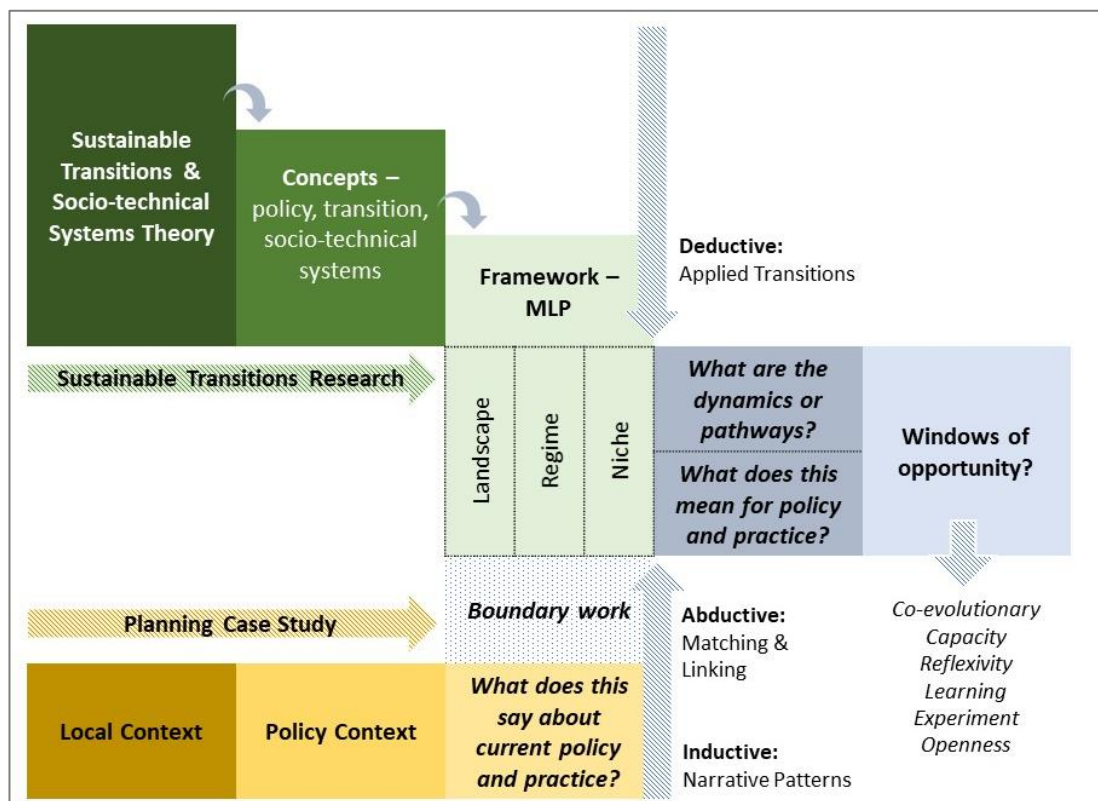 Sustainable
Transitions &
Socio-technical
Systems Theory
Concepts –
policy, transition,
socio-technical
systems
Framework –
MLP
Deductive:
Applied Transitions
Sustainable Transitions Research
Landscape
Regime
Niche
What are the
dynamics or
pathways?
What does this
mean for policy
and practice?
Windows of
opportunity?
Planning Case Study
Boundary work
Abductive:
Matching &
Linking
Co-evolutionary
Capacity
Reflexivity
Learning
Experiment
Openness
Local Context
Policy Context
What does this
say about
current policy
and practice?
Inductive:
Narrative Patterns